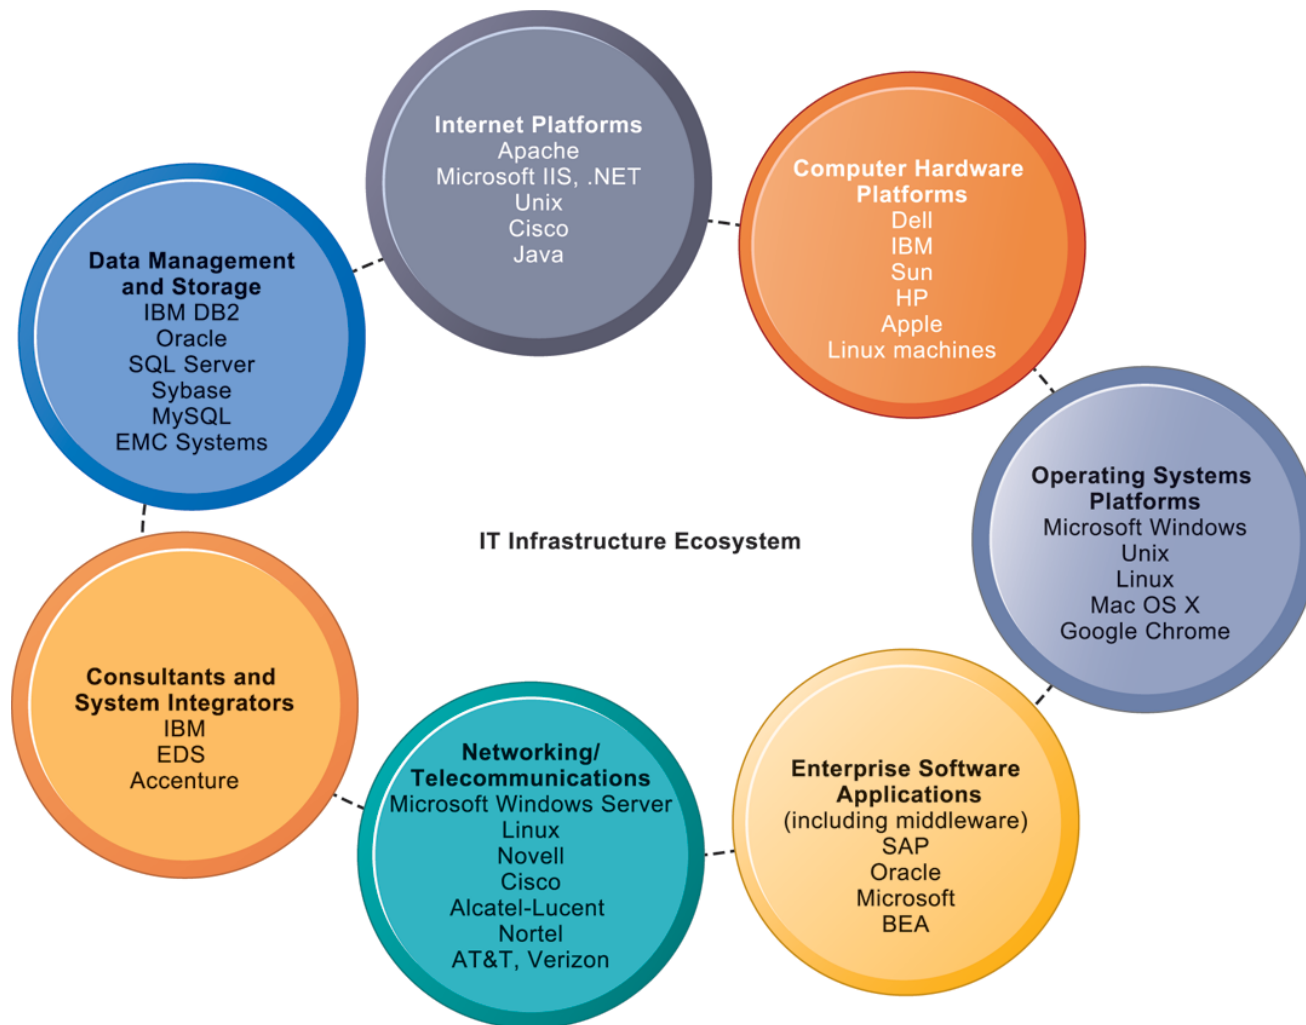 Internet Platforms
Apache
Microsoft IIS, .NET
Unix
Cisco
Java
Computer Hardware
Platforms
Dell
IBM
Sun
HP
Apple
Linux machines
Data Management
and Storage
IBM DB2
Oracle
SQL Server
Sybase
MySQL
EMC Systems
Operating Systems
Platforms
Microsoft Windows
Unix
Linux
Mac OS X
Google Chrome
IT Infrastructure Ecosystem
Consultants and
System Integrators
IBM
EDS
Accenture
Networking/
Telecommunications
Microsoft Windows Server
Linux
Novell
Cisco
Alcatel-Lucent
Nortel
AT&T, Verizon
Enterprise Software
Applications
(including middleware)
SAP
Oracle
Microsoft
BEA